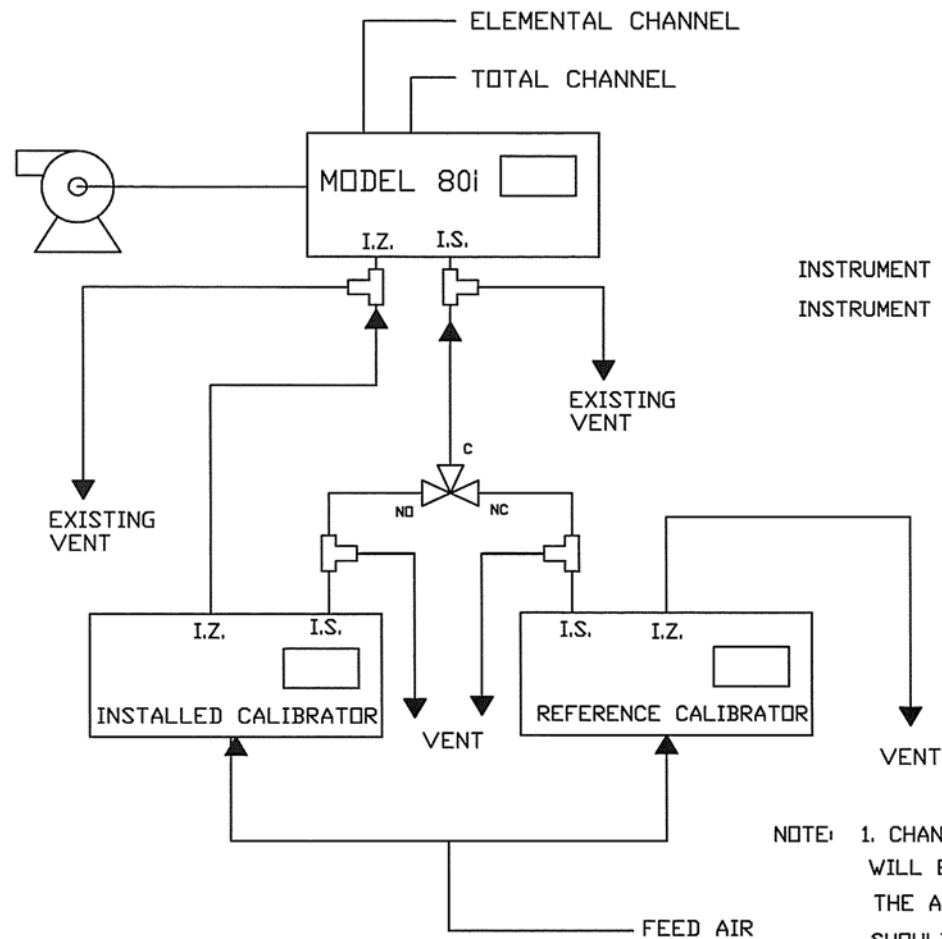 ELEMENTAL CHANNEL
TOTAL CHANNEL
MODEL 80i
I.Z. I.S.
INSTRUMENT
INSTRUMENT
EXISTING
VENT
EXISTING
VENT
C
NO NC
I.Z. I.S.
INSTALLED CALIBRATOR
VENT
I.S. I.Z.
REFERENCE CALIBRATOR
VENT
NOTE: 1. CHAN
WILL
THE A
FEED AIR